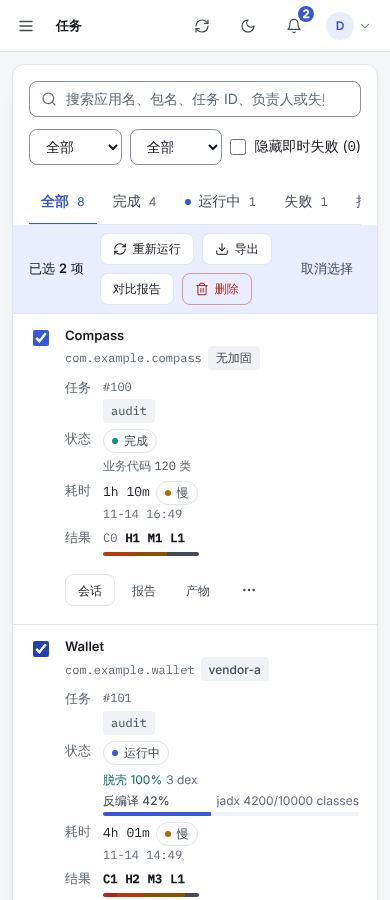 任务
2
D
搜索应用名、包名、任务 ID、负责人或失
全部 全部 隐藏即时失败 (0)
全部 8 完成 4 运行中 1 失败 1
已选 2 项 重新运行 导出 取消选择
对比报告 删除
Compass
com.example.compass 无加固
任务 #100
audit
状态 完成
业务代码 120 类
耗时 1h 10m 慢
11-14 16:49
结果 C0 H1 M1 L1
会话 报告 产物 ···
Wallet
com.example.wallet vendor-a
任务 #101
audit
状态 运行中
脱壳 100% 3 dex
反编译 42% jadx 4200/10000 classes
耗时 4h 01m 慢
11-14 14:49
结果 C1 H2 M3 L1